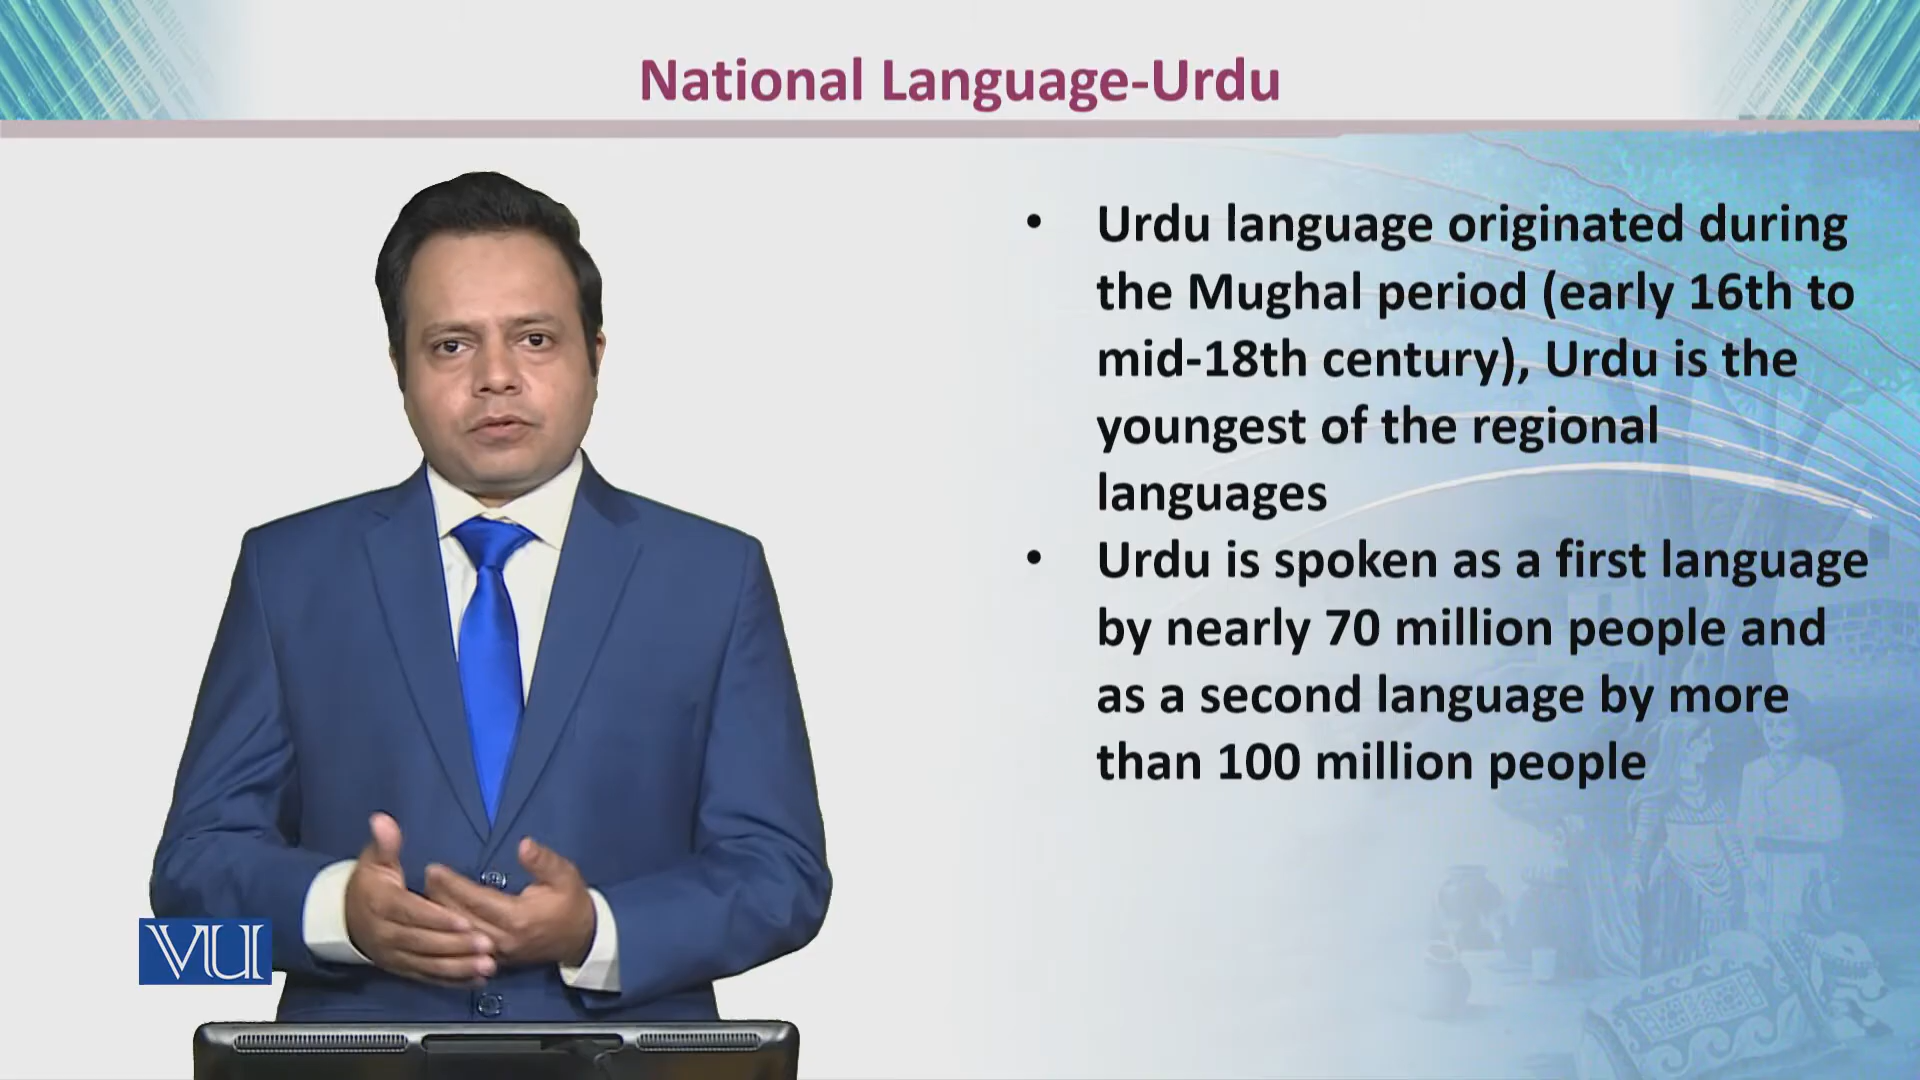 National Language-Urdu
• Urdu language originated during
the Mughal period (early 16th to
mid-18th century), Urdu is the
youngest of the regional
languages
• Urdu is spoken as a first language
by nearly 70 million people and
as a second language by more
than 100 million people
VU